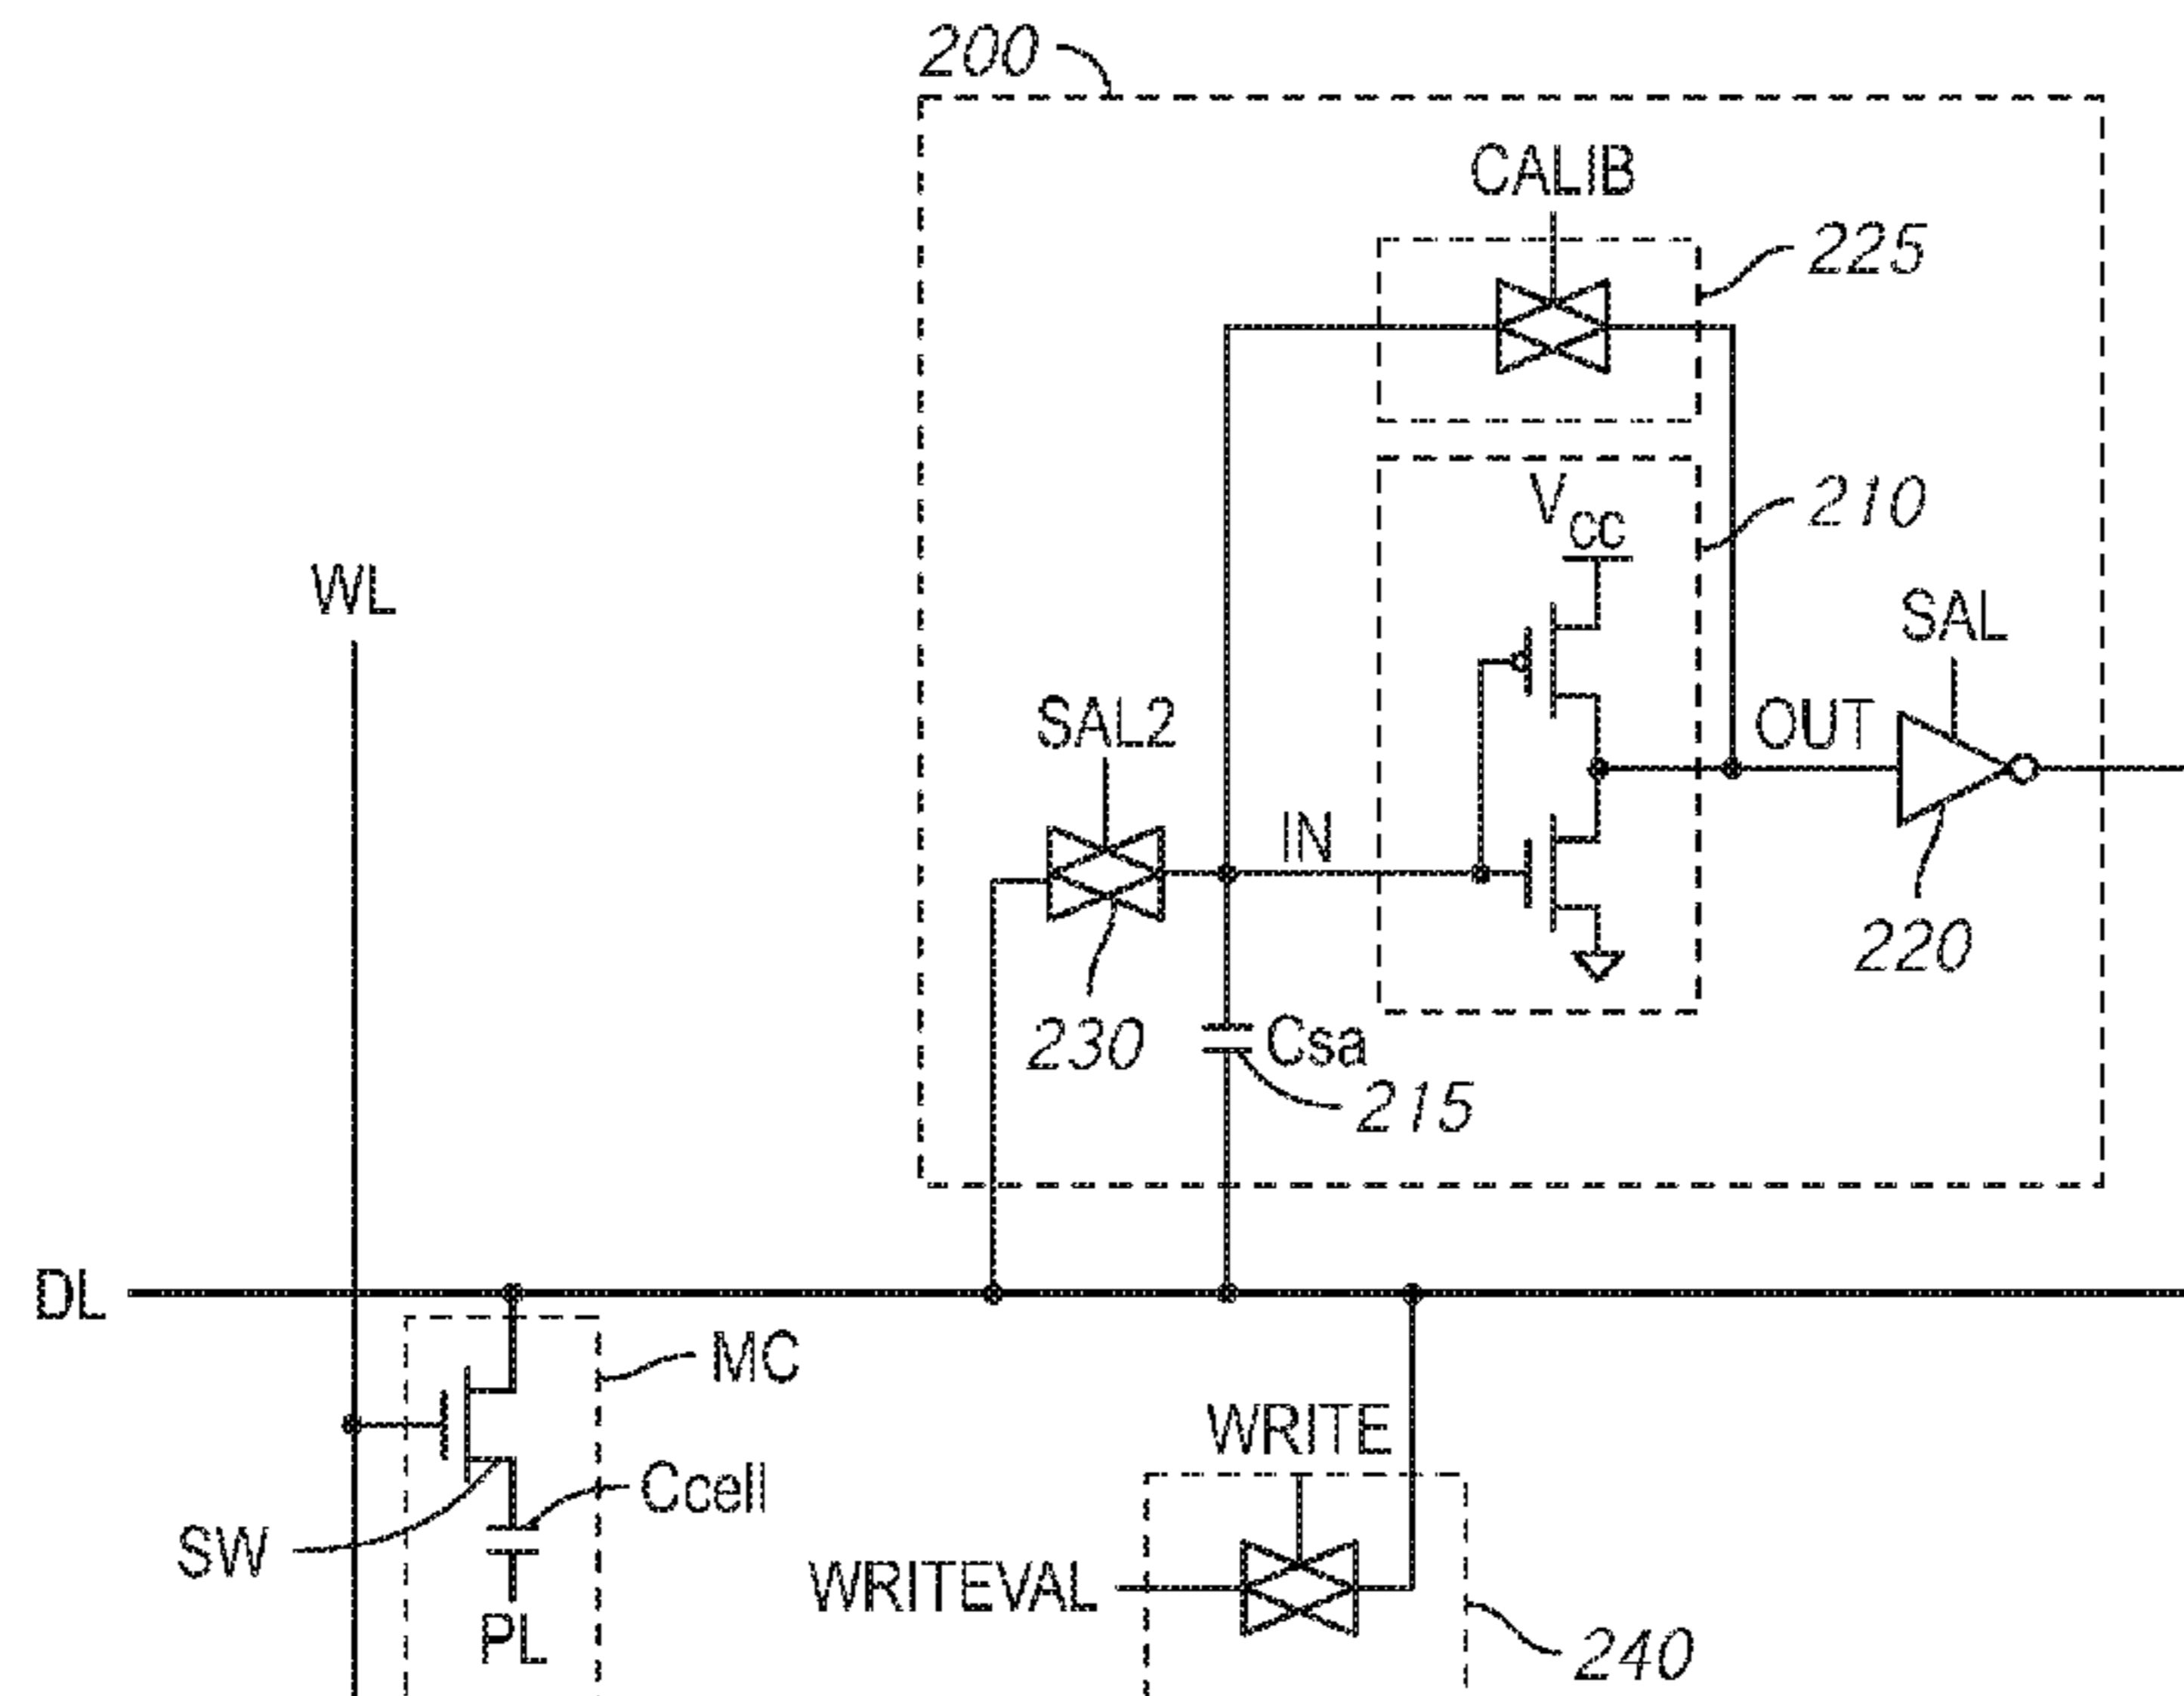 200
CALIB
225
Vcc
210
WL
SAL
SAL2
OUT
IN
220
230
Csa
215
DL
MC
WRITE
Ccell
SW
WRITEVAL
PL
240